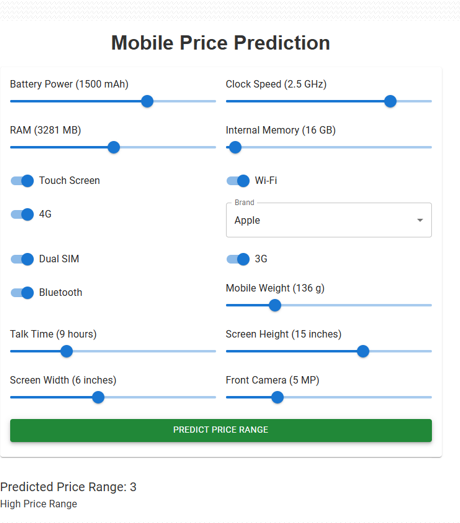 Mobile Price Prediction
Battery Power (1500 mAh)
Clock Speed (2.5 GHz)
RAM (3281 MB)
Internal Memory (16 GB)
Touch Screen
Wi-Fi
4G
Brand
Apple
Dual SIM
3G
Bluetooth
Mobile Weight (136 g)
Talk Time (9 hours)
Screen Height (15 inches)
Screen Width (6 inches)
Front Camera (5 MP)
PREDICT PRICE RANGE
Predicted Price Range: 3
High Price Range